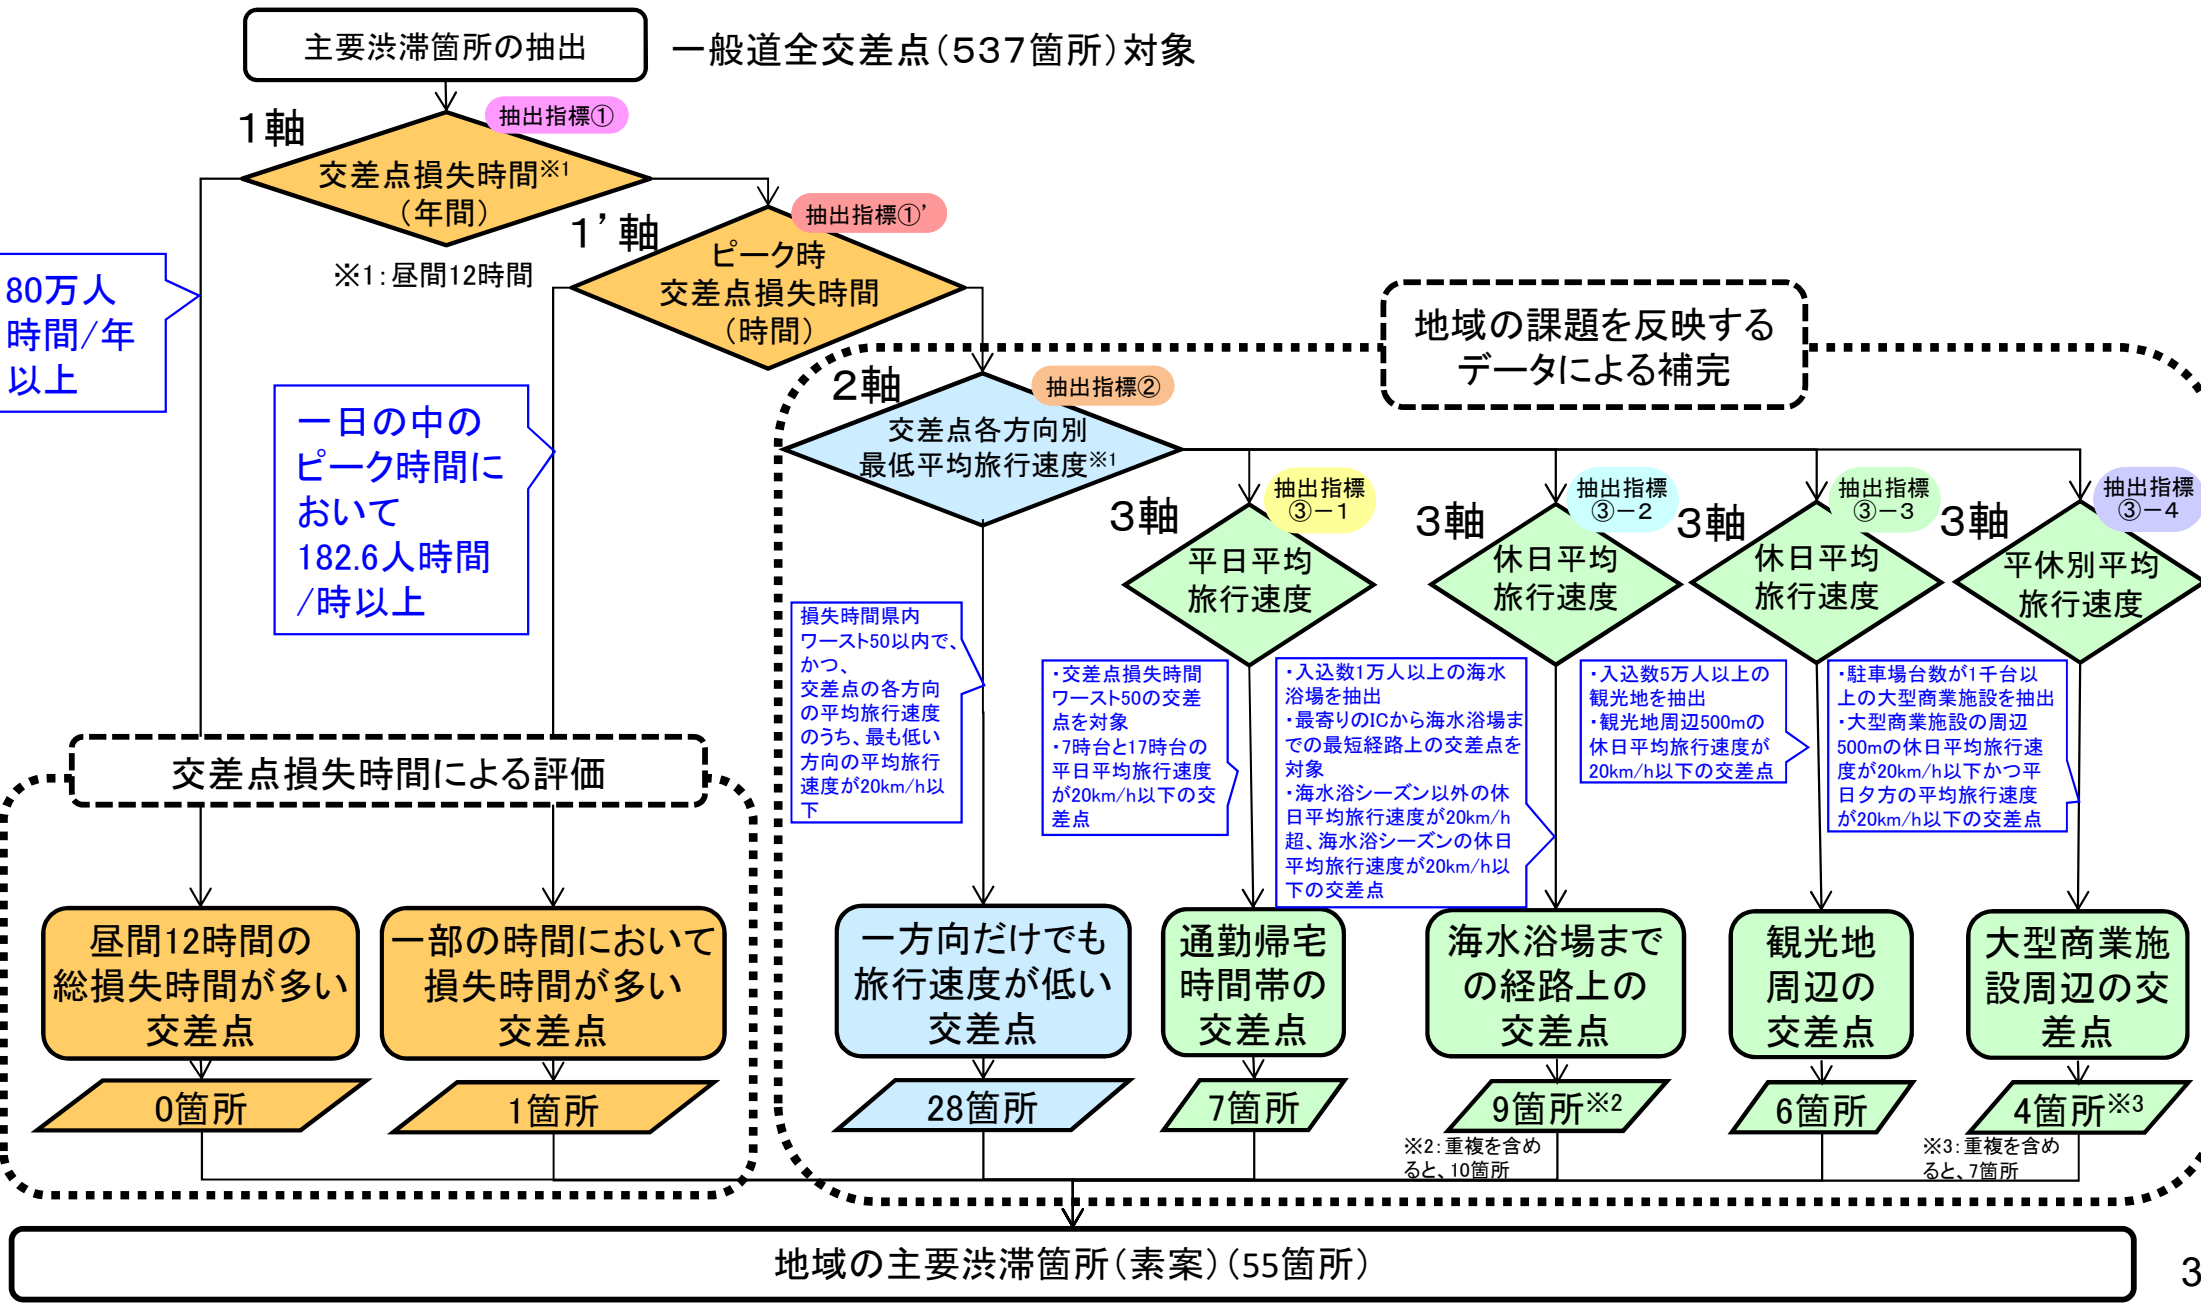 主要渋滞箇所の抽出
一般道全交差点(537箇所)対象
1軸
抽出指標①
交差点損失時間※1
(年間)
※1:昼間12時間
1’軸
抽出指標①’
ピーク時
交差点損失時間
(時間)
80万人
時間/年
以上
一日の中の
ピーク時間に
おいて
182.6人時間
/時以上
地域の課題を反映する
データによる補完
2軸
抽出指標②
交差点各方向別
最低平均旅行速度※1
3軸
抽出指標
③-1
平日平均
旅行速度
3軸
抽出指標
③-2
休日平均
旅行速度
3軸
抽出指標
③-3
休日平均
旅行速度
3軸
抽出指標
③-4
平休別平均
旅行速度
損失時間県内
ワースト50以内で、
かつ、
交差点の各方向
の平均旅行速度
のうち、最も低い
方向の平均旅行
速度が20km/h以
下
・交差点損失時間
ワースト50の交差
点を対象
・7時台と17時台の
平日平均旅行速度
が20km/h以下の交
差点
・入込数1万人以上の海水
浴場を抽出
・最寄りのICから海水浴場ま
での最短経路上の交差点を
対象
・海水浴シーズン以外の休
日平均旅行速度が20km/h
超、海水浴シーズンの休日
平均旅行速度が20km/h以
下の交差点
・入込数5万人以上の
観光地を抽出
・観光地周辺500mの
休日平均旅行速度が
20km/h以下の交差点
・駐車場台数が1千台以
上の大型商業施設を抽出
・大型商業施設の周辺
500mの休日平均旅行速
度が20km/h以下かつ平
日夕方の平均旅行速度
が20km/h以下の交差点
交差点損失時間による評価
昼間12時間の
総損失時間が多い
交差点
一部の時間において
損失時間が多い
交差点
一方向だけでも
旅行速度が低い
交差点
通勤帰宅
時間帯の
交差点
海水浴場まで
の経路上の
交差点
観光地
周辺の
交差点
大型商業施
設周辺の交
差点
0箇所
1箇所
28箇所
7箇所
9箇所※2
6箇所
4箇所※3
※2:重複を含め
ると、10箇所
※3:重複を含め
ると、7箇所
地域の主要渋滞箇所(素案)(55箇所)
3